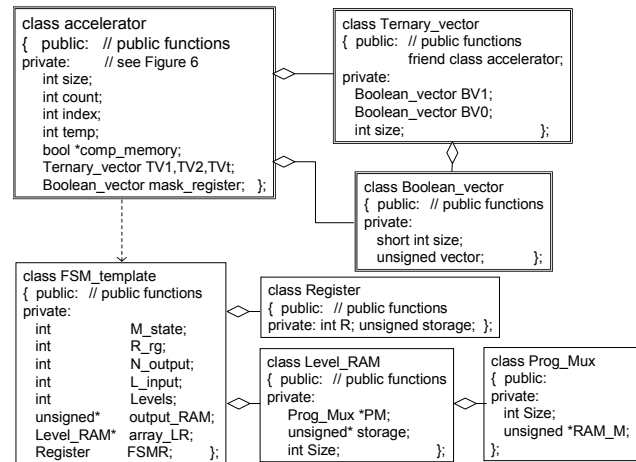 class accelerator
{ public: // public functions
private: // see Figure 6
int size;
int count;
int index;
int temp;
bool *comp_memory;
Ternary_vector TV1,TV2,TVt;
Boolean_vector mask_register; };
class Ternary_vector
{ public: // public functions
friend class accelerator;
private:
Boolean_vector BV1;
Boolean_vector BV0;
int size; };
class Boolean_vector
{ public: // public functions
private:
short int size;
unsigned vector; };
class FSM_template
{ public: // public functions
private:
int M_state;
int R_rg;
int N_output;
int L_input;
int Levels;
unsigned* output_RAM;
Level_RAM* array_LR;
Register FSMR; };
class Register
{ public: // public functions
private: int R; unsigned storage; };
class Level_RAM
{ public: // public functions
private:
Prog_Mux *PM;
unsigned* storage;
int Size; };
class Prog_Mux
{ public:
private:
int Size;
unsigned *RAM_M;
};